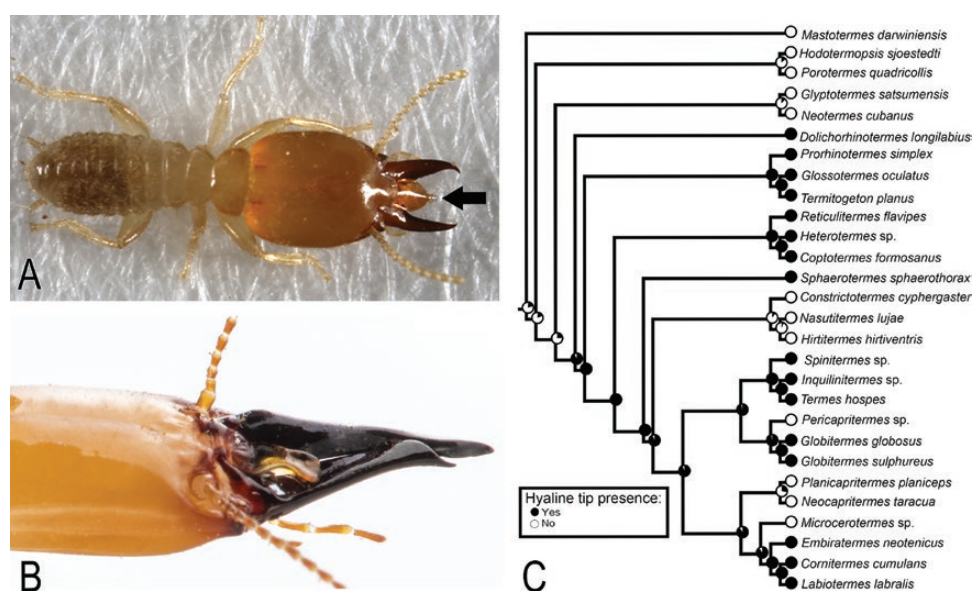 A
B
C
Mastotermes darwiniensis
Hodotermopsis sjoestedti
Porotermes quadricollis
Glyptotermes satsumensis
Neotermes cubanus
Dolichorhinotermes longilabius
Prorhinotermes simplex
Glossotermes oculatus
Termitogeton planus
Reticulitermes flavipes
Heterotermes sp.
Coptotermes formosanus
Sphaerotermes sphaerothorax
Constrictotermes cyphergaster
Nasutitermes lujae
Hirtitermes hirtiventris
Spinitermes sp.
Inquilinitermes sp.
Termes hospes
Pericapritermes sp.
Globitermes globosus
Globitermes sulphureus
Planicapritermes planiceps
Neocapritermes taracua
Microcerotermes sp.
Embiratermes neotenicus
Cornitermes cumulans
Labiotermes labralis
Hyaline tip presence:
Yes
No